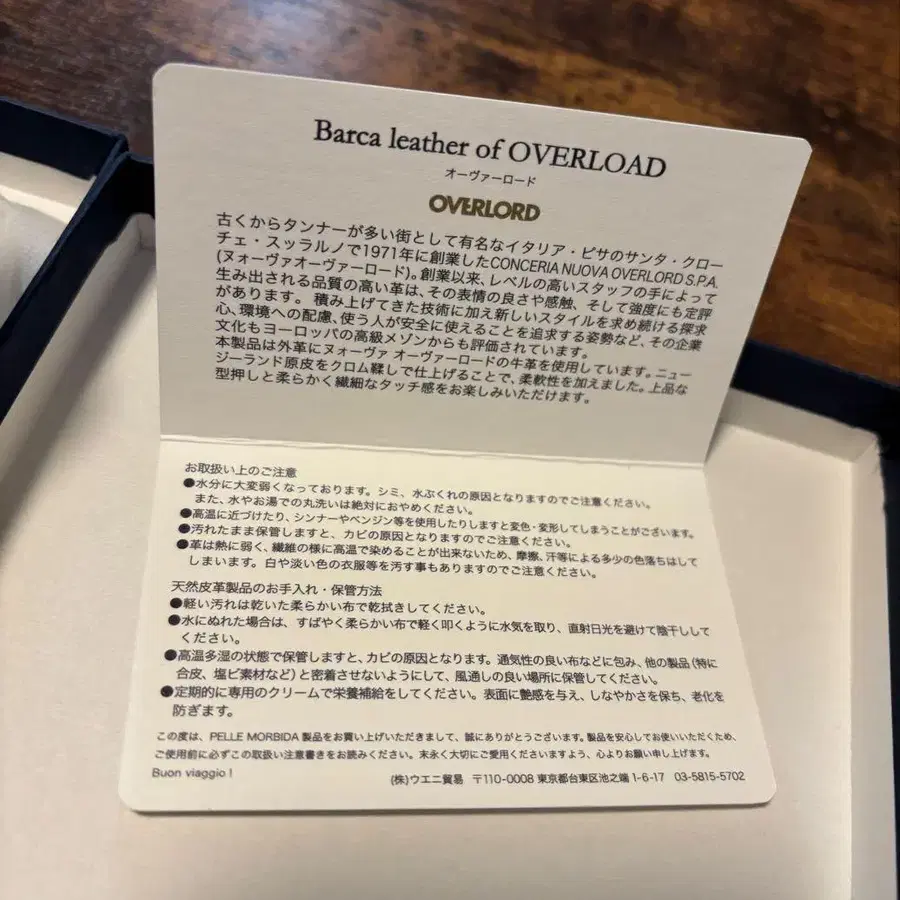 Barca leather of OVERLOAD
オーヴァーロード
OVERLORD
古くからタンナーが多い街として有名なイタリア・ピサのサンタ・クロー
チェ・スッラルノで1971年に創業したCONCERIA NUOVA OVERLORD S.P.A.
(ヌォーヴァオーヴァーロード)。創業以来、レベルの高いスタッフの手によって
生み出される品質の高い革は、その表情の良さや感触、そして強度にも定評
があります。 積み上げてきた技術に加え新しいスタイルを求め続ける探求
心、環境への配慮、使う人が安全に使えることを追求する姿勢など、その企業
文化もヨーロッパの高級メゾンからも評価されています。
本製品は外革にヌォーヴァ オーヴァーロードの牛革を使用しています。ニュー
ジーランド原皮をクロム鞣しで仕上げることで、柔軟性を加えました。上品な
型押しと柔らかく繊細なタッチ感をお楽しみいただけます。
お取扱い上のご注意
●水分に大変弱くなっております。シミ、水ぶくれの原因となりますのでご注意ください。
また、水やお湯での丸洗いは絶対におやめください。
●高温に近づけたり、シンナーやベンジン等を使用したりしますと変色・変形してしまうことがございます。
●汚れたまま保管しますと、カビの原因となりますのでご注意ください。
●革は熱に弱く、繊維の様に高温で染めることが出来ないため、摩擦、汗等による多少の色落ちはして
しまいます。 白や淡い色の衣服等を汚す事もありますのでご注意ください。
天然皮革製品のお手入れ・保管方法
●軽い汚れは乾いた柔らかい布で乾拭きしてください。
●水にぬれた場合は、すばやく柔らかい布で軽く叩くように水気を取り、直射日光を避けて陰干しして
ください。
●高温多湿の状態で保管しますと、カビの原因となります。通気性の良い布などに包み、他の製品(特に
合皮、塩ビ素材など)と密着させないようにして、風通しの良い場所に保管してください。
●定期的に専用のクリームで栄養補給をしてください。表面に艶感を与え、しなやかさを保ち、老化を
防ぎます。
この度は、PELLE MORBIDA 製品をお買い上げいただきまして、誠にありがとうございます。製品を安心してお使いいただくため、
ご使用前に必ずこの取扱い注意書きをお読みください。末永く大切にご愛用くださいますよう、心よりお願い申し上げます。
Buon viaggio !
(株)ウエニ貿易 〒110-0008 東京都台東区池之端1-6-17 03-5815-5702